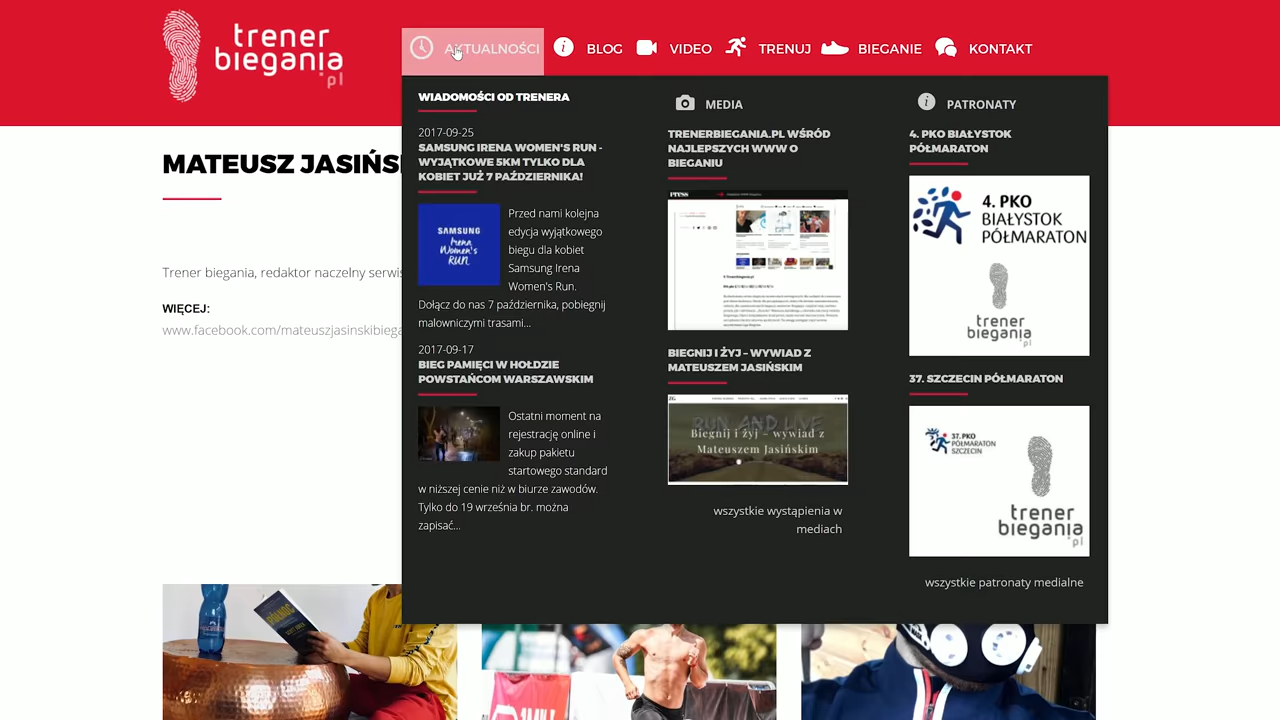 trener
biegania
.pl
AKTUALNOŚCI
BLOG
VIDEO
TRENUJ
BIEGANIE
KONTAKT
MATEUSZ JASIŃS
Trener biegania, redaktor naczelny serwis
WIĘCEJ:
www.facebook.com/mateuszjasinskibiega
WIADOMOŚCI OD TRENERA
2017-09-25
SAMSUNG IRENA WOMEN'S RUN -
WYJĄTKOWE 5KM TYLKO DLA
KOBIET JUŻ 7 PAŹDZIERNIKA!
SAMSUNG
Irena
Women's
RUN
Przed nami kolejna
edycja wyjątkowego
biegu dla kobiet
Samsung Irena
Women's Run.
Dołącz do nas 7 października, pobiegnij
malowniczymi trasami...
2017-09-17
BIEG PAMIĘCI W HOŁDZIE
POWSTAŃCOM WARSZAWSKIM
Ostatni moment na
rejestrację online i
zakup pakietu
startowego standard
w niższej cenie niż w biurze zawodów.
Tylko do 19 września br. można
zapisać...
MEDIA
TRENERBIEGANIA.PL WŚRÓD
NAJLEPSZYCH WWW O
BIEGANIU
PRESS
BIEGNIJ I ŻYJ – WYWIAD Z
MATEUSZEM JASIŃSKIM
RUN AND LIVE
Biegnij i żyj – wywiad z
Mateuszem Jasińskim
wszystkie wystąpienia w
mediach
PATRONATY
4. PKO BIAŁYSTOK
PÓŁMARATON
4. PKO
BIAŁYSTOK
PÓŁMARATON
trener
biegania
.pl
37. SZCZECIN PÓŁMARATON
37. PKO
PÓŁMARATON
SZCZECIN
trener
biegania
.pl
wszystkie patronaty medialne
PÓŁNOC